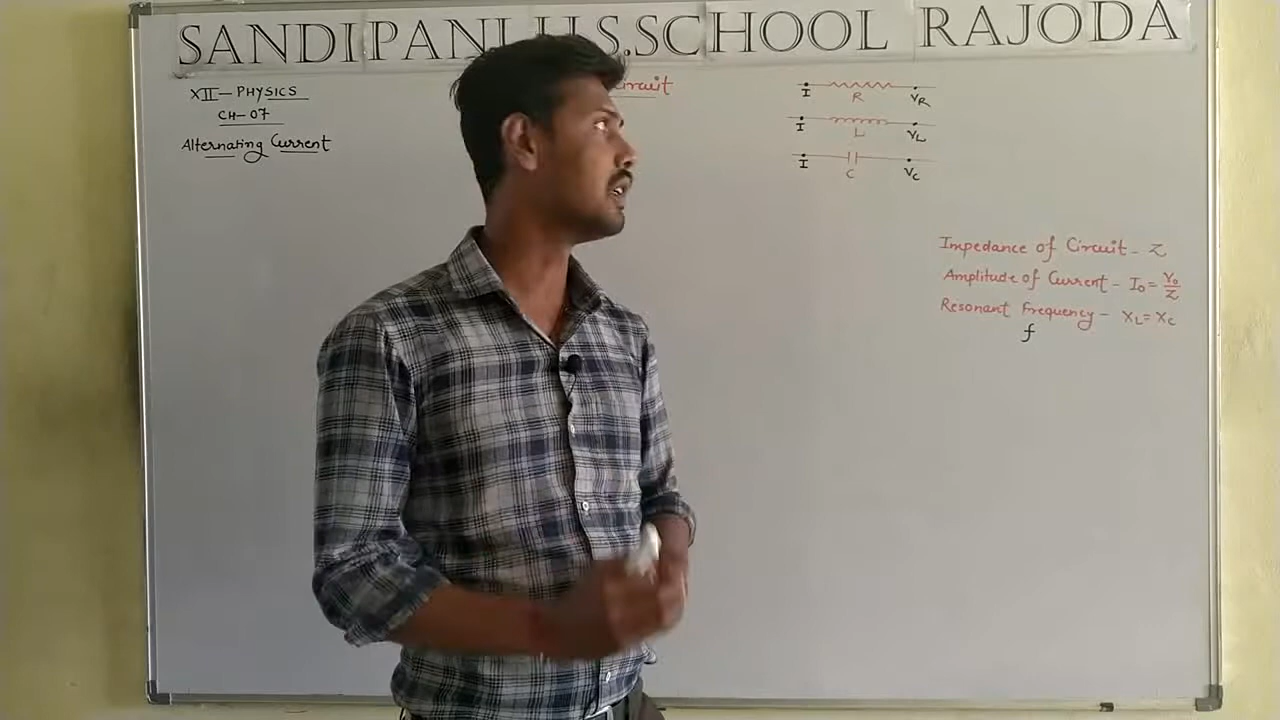 SANDIPANI H.S.SCHOOL RAJODA
XII- PHYSICS
CH-07
Alternating Current
I R VR
I L VL
I C VC
Impedance of Circuit - Z
Amplitude of Current - I₀ = V₀/Z
Resonant Frequency - XL = XC
f